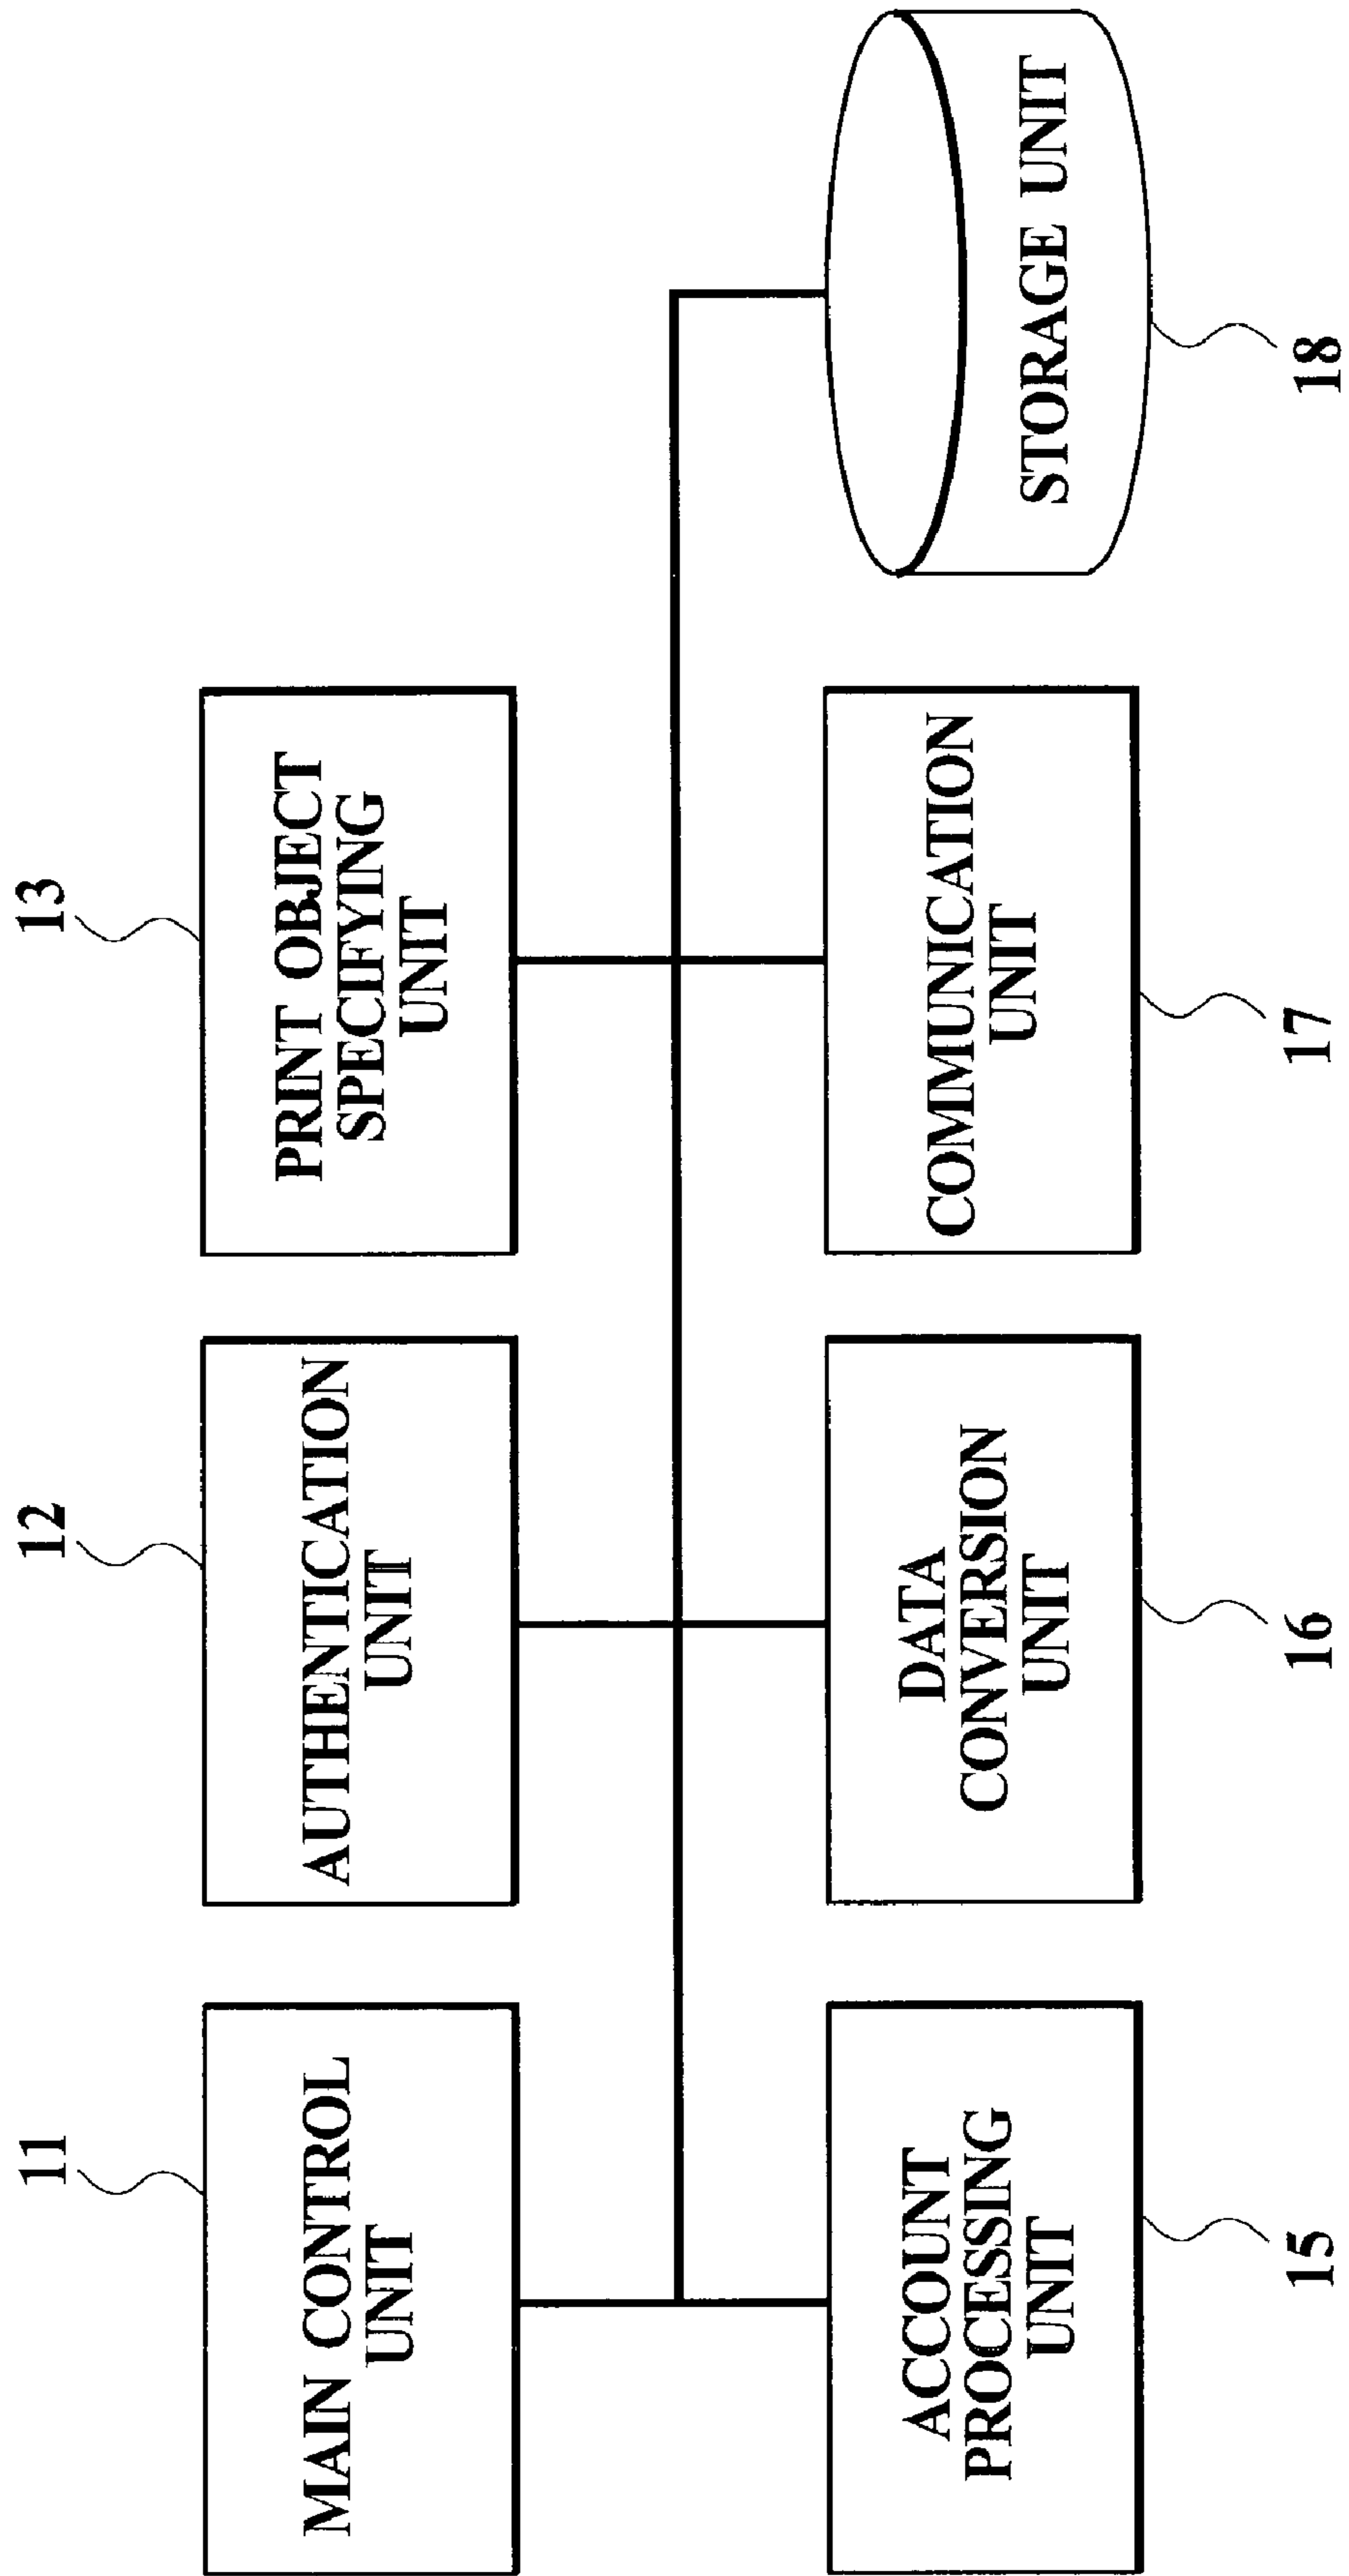 11
MAIN CONTROL
UNIT
12
AUTHENTICATION
UNIT
13
PRINT OBJECT
SPECIFYING
UNIT
ACCOUNT
PROCESSING
UNIT
15
DATA
CONVERSION
UNIT
16
COMMUNICATION
UNIT
17
STORAGE UNIT
18